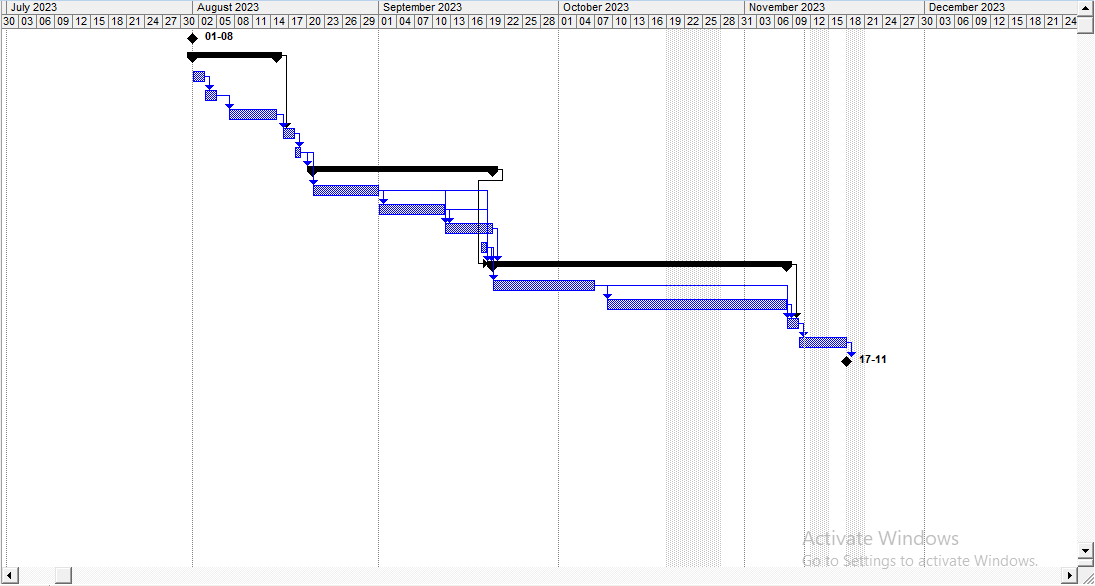 July 2023 August 2023 September 2023 October 2023 November 2023 December 2023
30 03 06 09 12 15 18 21 24 27 30 02 05 08 11 14 17 20 23 26 29 01 04 07 10 13 16 19 22 25 28 01 04 07 10 13 16 19 22 25 28 31 03 06 09 12 15 18 21 24 27 30 03 06 09 12 15 18 21 24
01-08
17-11
Activate Windows
Go to Settings to activate Windows.